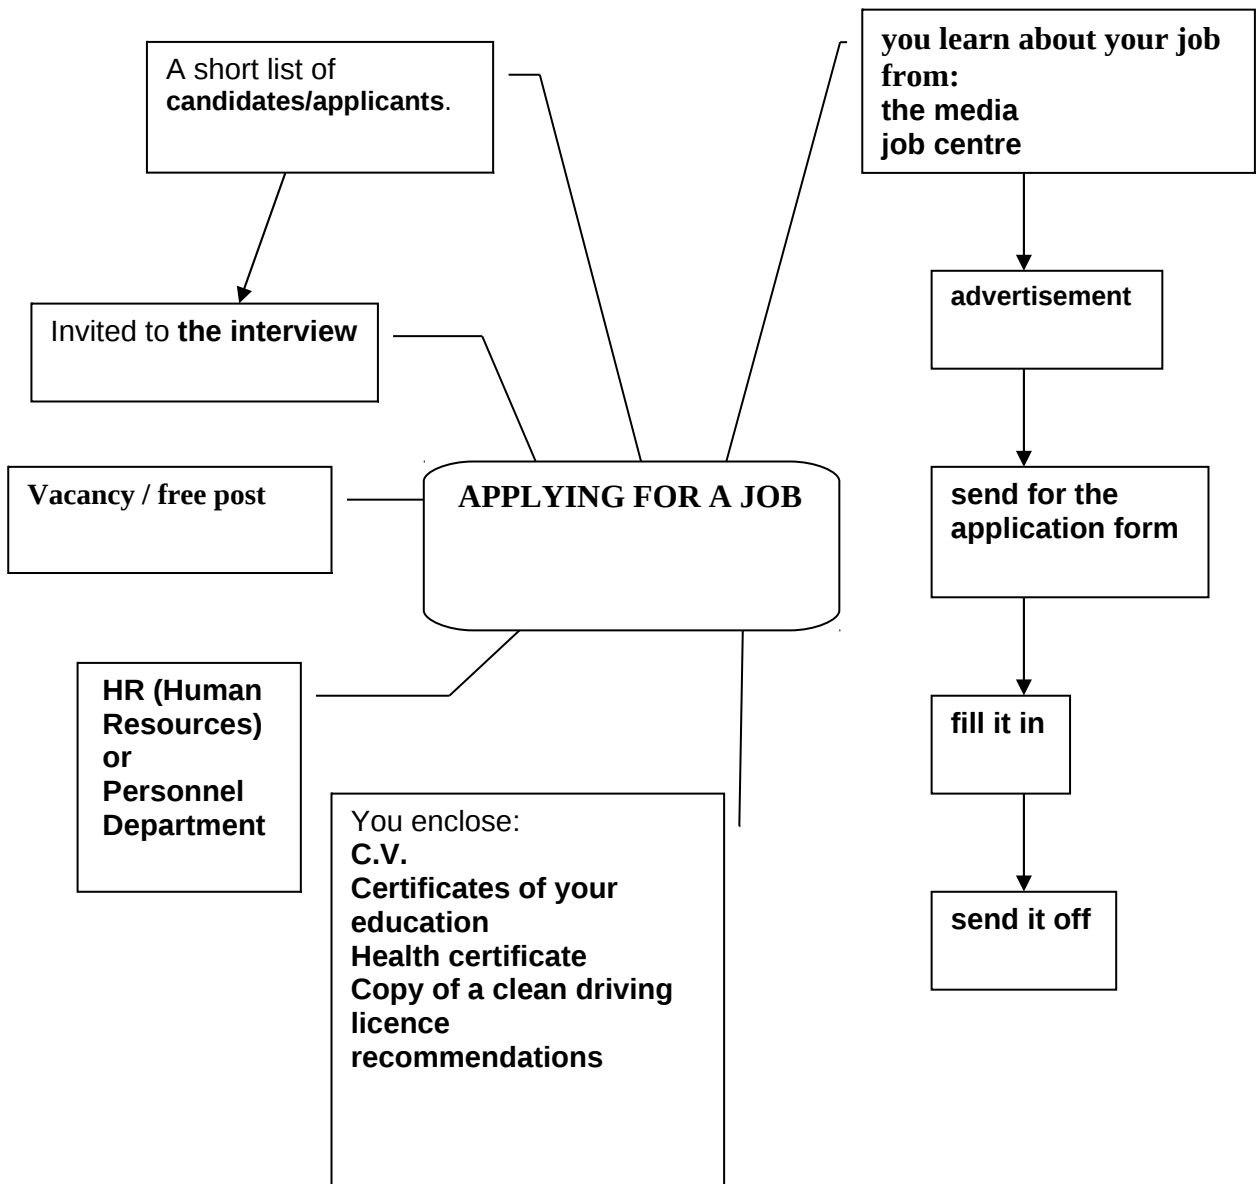 A short list of
candidates/applicants.
Invited to the interview
Vacancy / free post
HR (Human
Resources)
or
Personnel
Department
APPLYING FOR A JOB
You enclose:
C.V.
Certificates of your
education
Health certificate
Copy of a clean driving
licence
recommendations
you learn about your job
from:
the media
job centre
advertisement
send for the
application form
fill it in
send it off